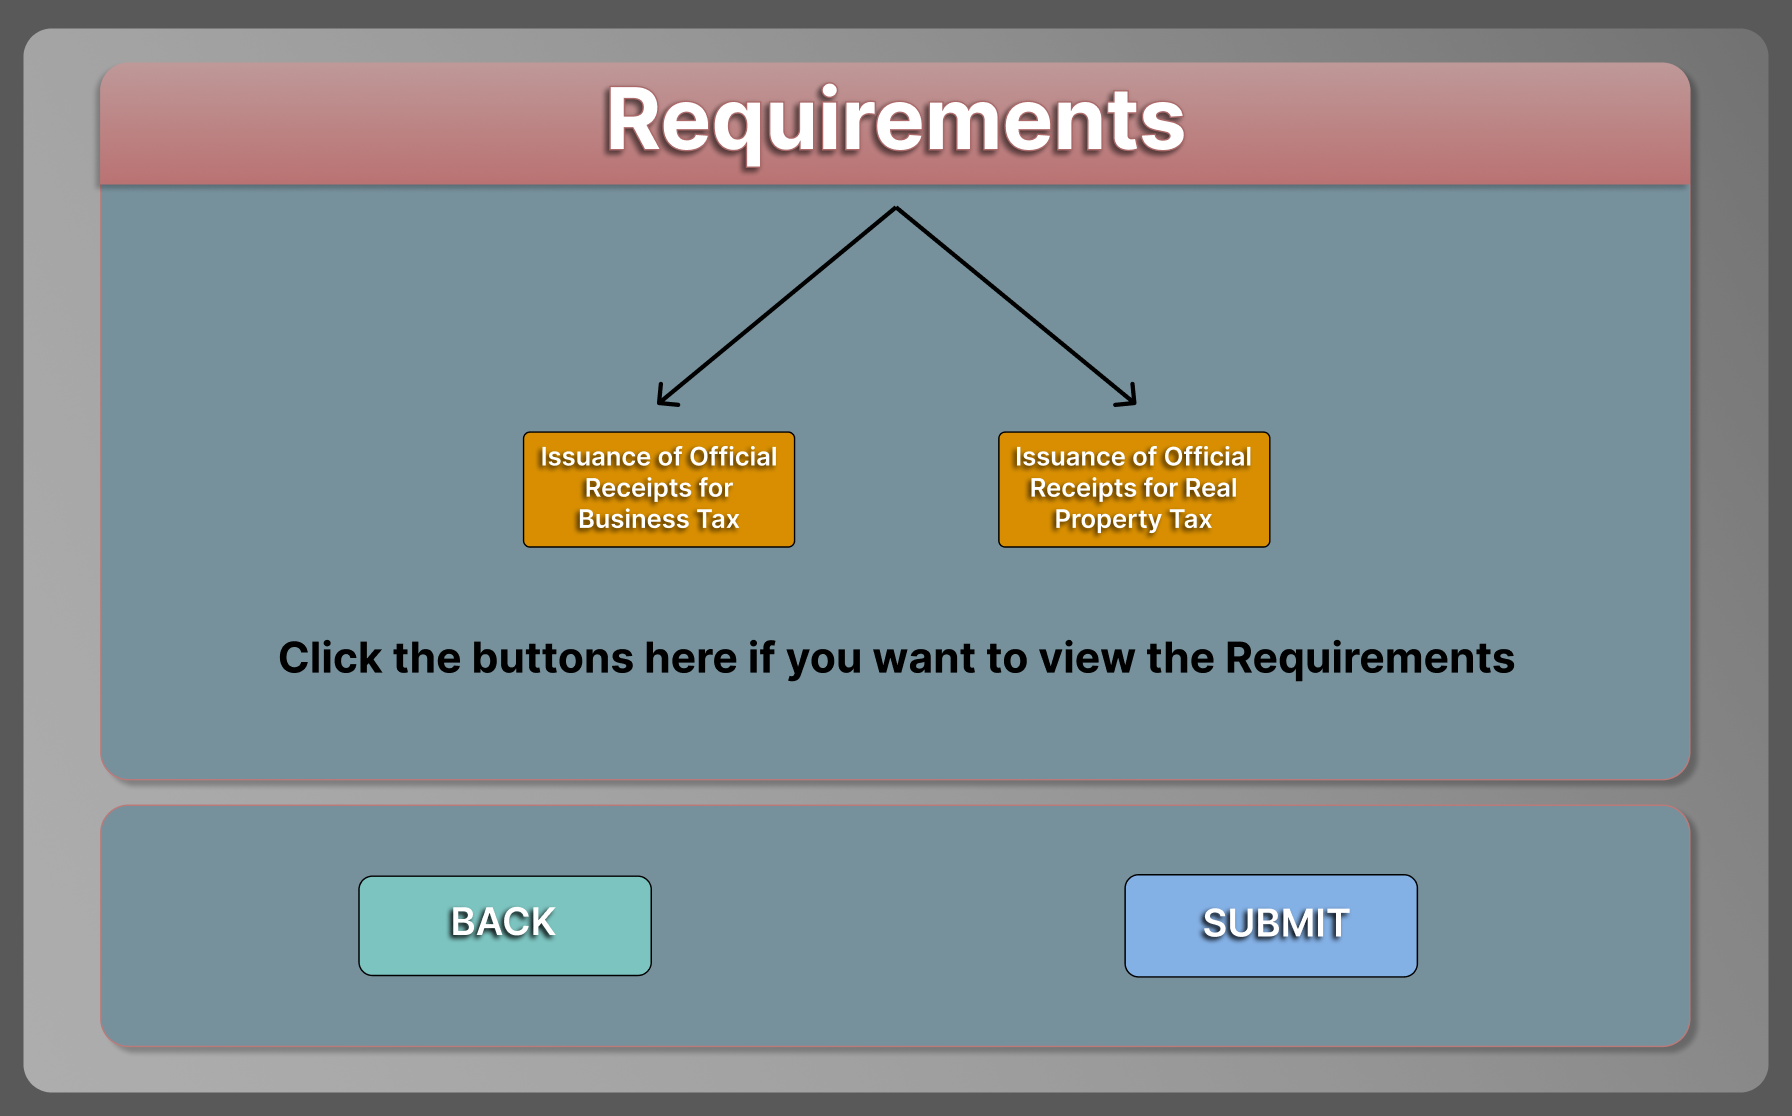 Requirements
Issuance of Official
Receipts for
Business Tax
Issuance of Official
Receipts for Real
Property Tax
Click the buttons here if you want to view the Requirements
BACK
SUBMIT